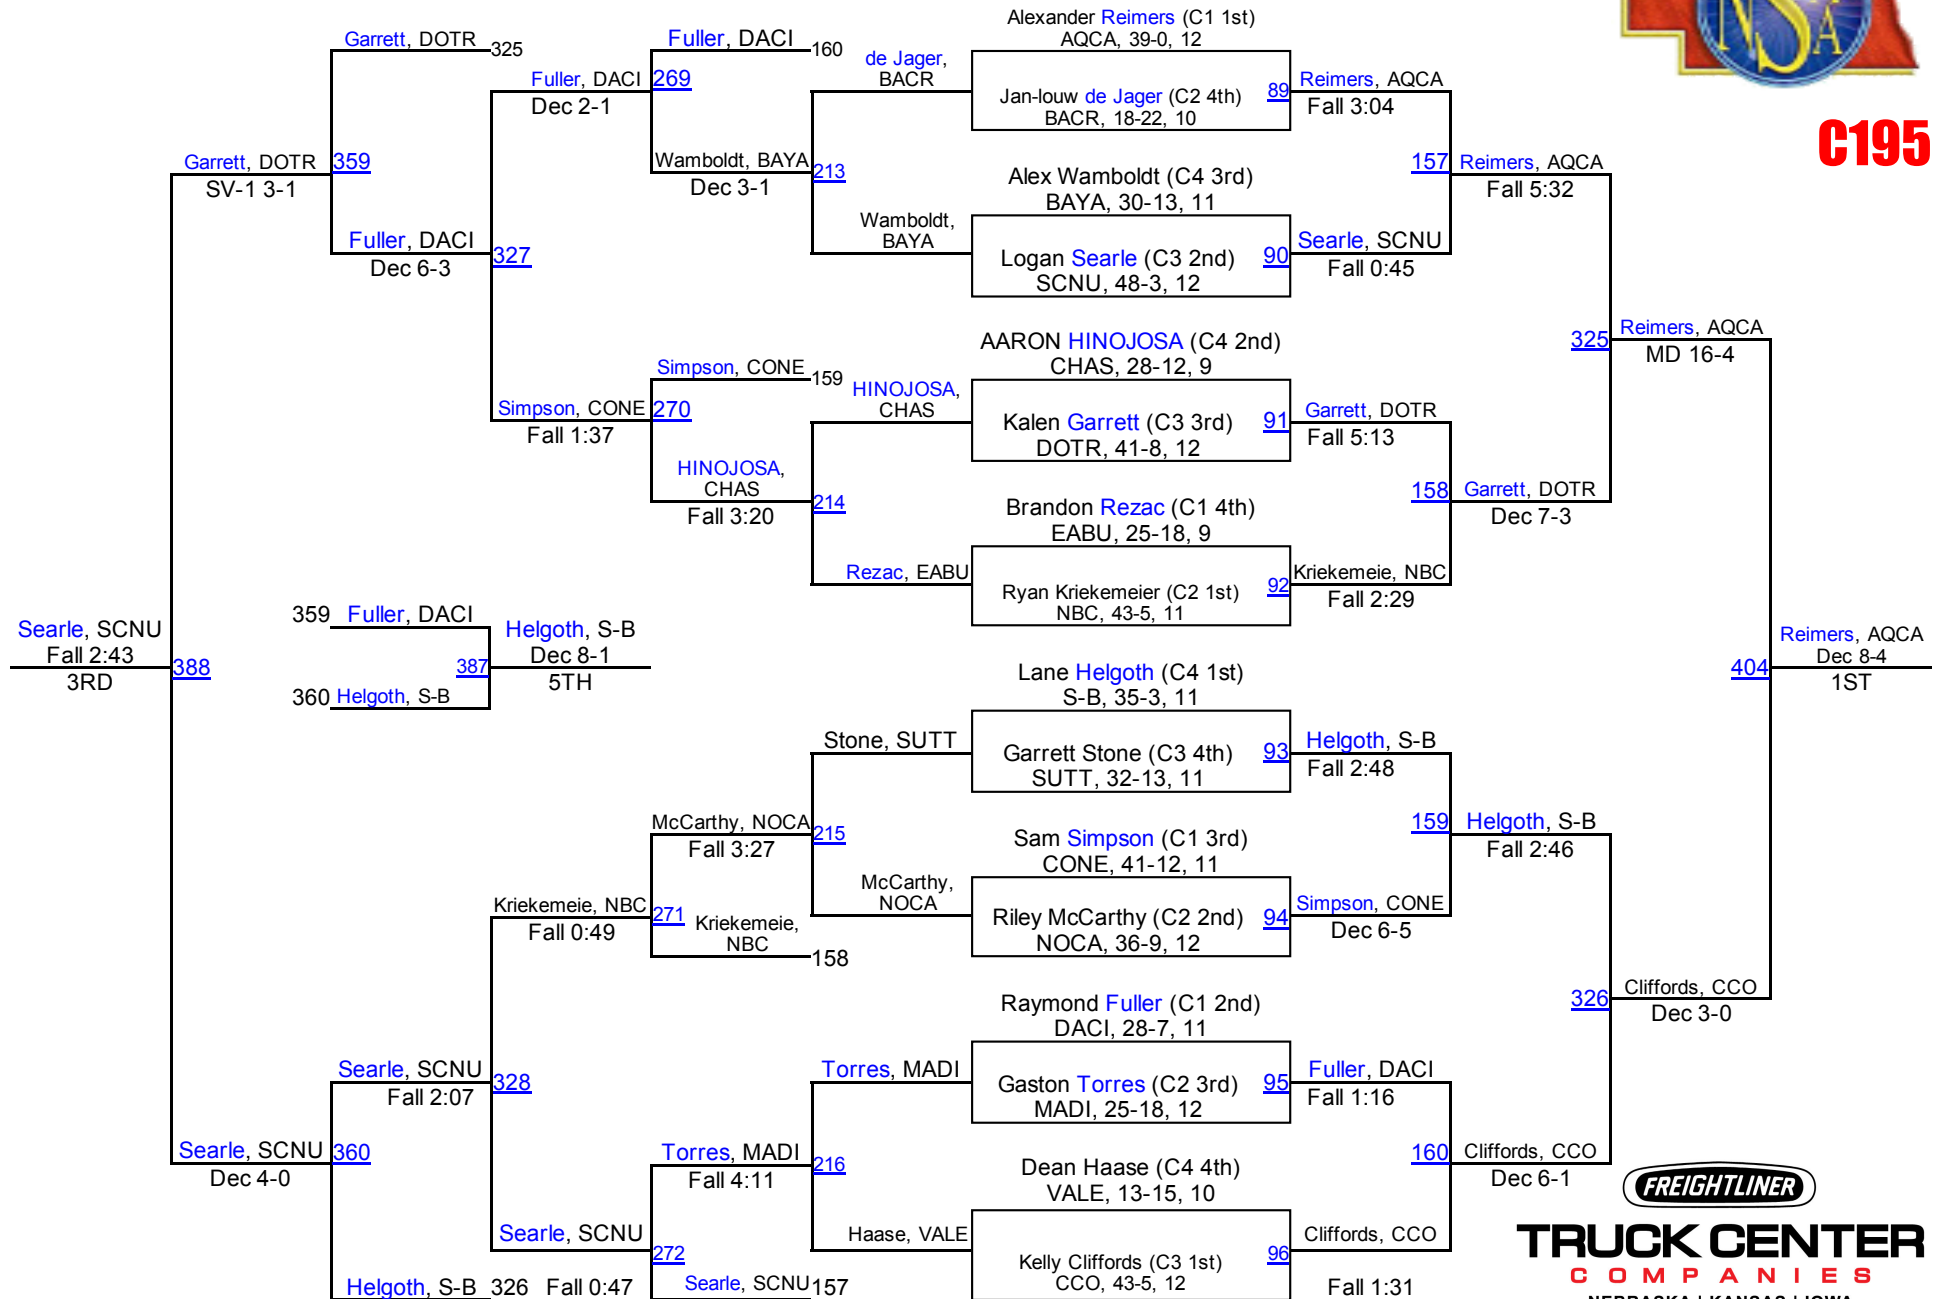 Alexander Reimers (C1 1st)
AQCA, 39-0, 12
NSAA
C195
Garrett, DOTR 325
Fuller, DACI 160
de Jager,
BACR
Fuller, DACI 269
Dec 2-1
Jan-louw de Jager (C2 4th)
BACR, 18-22, 10
89 Reimers, AQCA
Fall 3:04
Garrett, DOTR 359
SV-1 3-1
Wamboldt, BAYA 213
Dec 3-1
Alex Wamboldt (C4 3rd)
BAYA, 30-13, 11
157 Reimers, AQCA
Fall 5:32
Wamboldt,
BAYA
Fuller, DACI 327
Dec 6-3
Logan Searle (C3 2nd)
SCNU, 48-3, 12
90 Searle, SCNU
Fall 0:45
AARON HINOJOSA (C4 2nd)
CHAS, 28-12, 9
325 Reimers, AQCA
MD 16-4
Simpson, CONE 159
HINOJOSA,
CHAS
Simpson, CONE 270
Fall 1:37
Kalen Garrett (C3 3rd)
DOTR, 41-8, 12
91 Garrett, DOTR
Fall 5:13
HINOJOSA,
CHAS
Fall 3:20
214
Brandon Rezac (C1 4th)
EABU, 25-18, 9
158 Garrett, DOTR
Dec 7-3
Rezac, EABU
Ryan Kriekemeier (C2 1st)
NBC, 43-5, 11
92 Kriekemeie, NBC
Fall 2:29
359 Fuller, DACI
Searle, SCNU
Fall 2:43
3RD
388
387
Helgoth, S-B
Dec 8-1
5TH
360 Helgoth, S-B
404 Reimers, AQCA
Dec 8-4
1ST
Lane Helgoth (C4 1st)
S-B, 35-3, 11
Stone, SUTT
Garrett Stone (C3 4th)
SUTT, 32-13, 11
93 Helgoth, S-B
Fall 2:48
McCarthy, NOCA 215
Fall 3:27
Sam Simpson (C1 3rd)
CONE, 41-12, 11
159 Helgoth, S-B
Fall 2:46
McCarthy,
NOCA
Kriekemeie, NBC 271
Fall 0:49
Kriekemeie,
NBC
158
Riley McCarthy (C2 2nd)
NOCA, 36-9, 12
94 Simpson, CONE
Dec 6-5
326 Cliffords, CCO
Dec 3-0
Raymond Fuller (C1 2nd)
DACI, 28-7, 11
Searle, SCNU 328
Fall 2:07
Torres, MADI
Gaston Torres (C2 3rd)
MADI, 25-18, 12
95 Fuller, DACI
Fall 1:16
Searle, SCNU 360
Dec 4-0
Torres, MADI 216
Fall 4:11
Dean Haase (C4 4th)
VALE, 13-15, 10
160 Cliffords, CCO
Dec 6-1
Searle, SCNU 272
Fall 0:47
Haase, VALE
Kelly Cliffords (C3 1st)
CCO, 43-5, 12
96 Cliffords, CCO
Fall 1:31
Helgoth, S-B 326
Searle, SCNU 157
FREIGHTLINER
TRUCK CENTER
COMPANIES
NEBRASKA | KANSAS | IOWA